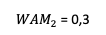 WAM₂ = 0,3